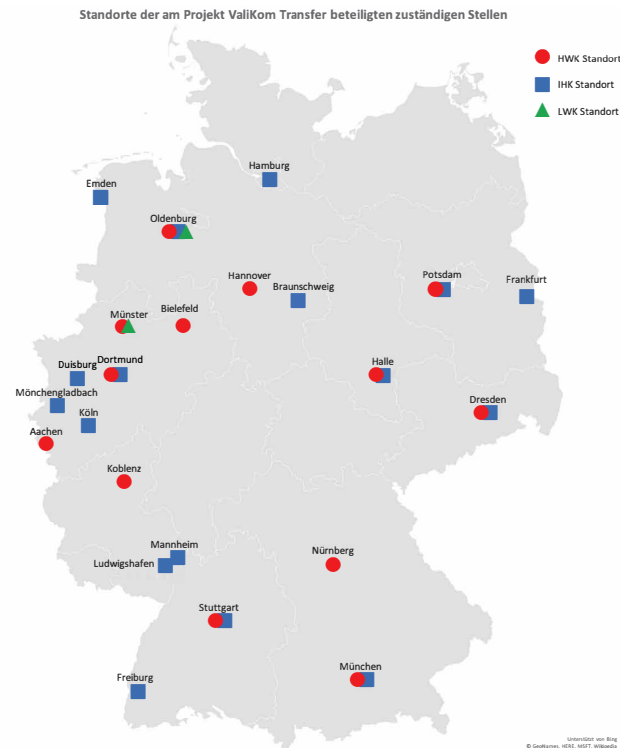 Standorte der am Projekt ValiKom Transfer beteiligten zuständigen Stellen
HWK Standort
IHK Standort
LWK Standort
Hamburg
Emden
Oldenburg
Hannover
Braunschweig
Potsdam
Frankfurt
Münster
Bielefeld
Duisburg
Dortmund
Halle
Mönchengladbach
Köln
Dresden
Aachen
Koblenz
Mannheim
Ludwigshafen
Nürnberg
Stuttgart
München
Freiburg
Unterstützt von Bing
© GeoNames, HERE, MSFT, Wikipedia